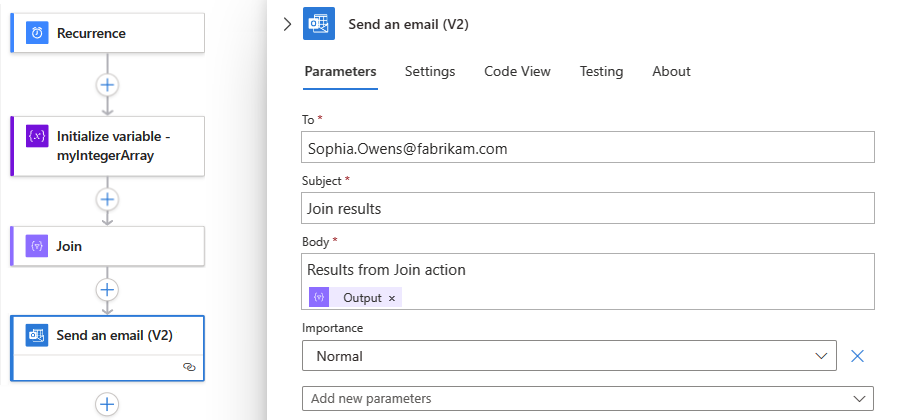 Recurrence
Initialize variable -
myIntegerArray
Join
Send an email (V2)
Send an email (V2)
Parameters Settings Code View Testing About
To *
Sophia.Owens@fabrikam.com
Subject *
Join results
Body *
Results from Join action
Output ×
Importance
Normal
Add new parameters